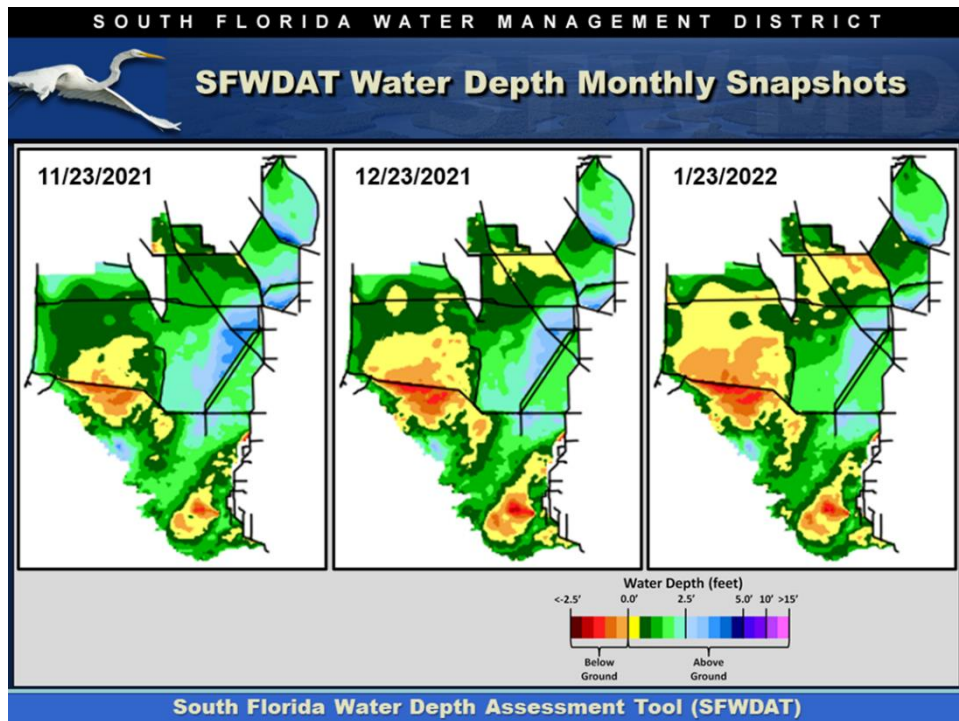 SOUTH FLORIDA WATER MANAGEMENT DISTRICT
SFWDAT Water Depth Monthly Snapshots
11/23/2021
12/23/2021
1/23/2022
Water Depth (feet)
<-2.5' 0.0' 2.5' 5.0' 10' >15'
Below Ground
Above Ground
South Florida Water Depth Assessment Tool (SFWDAT)